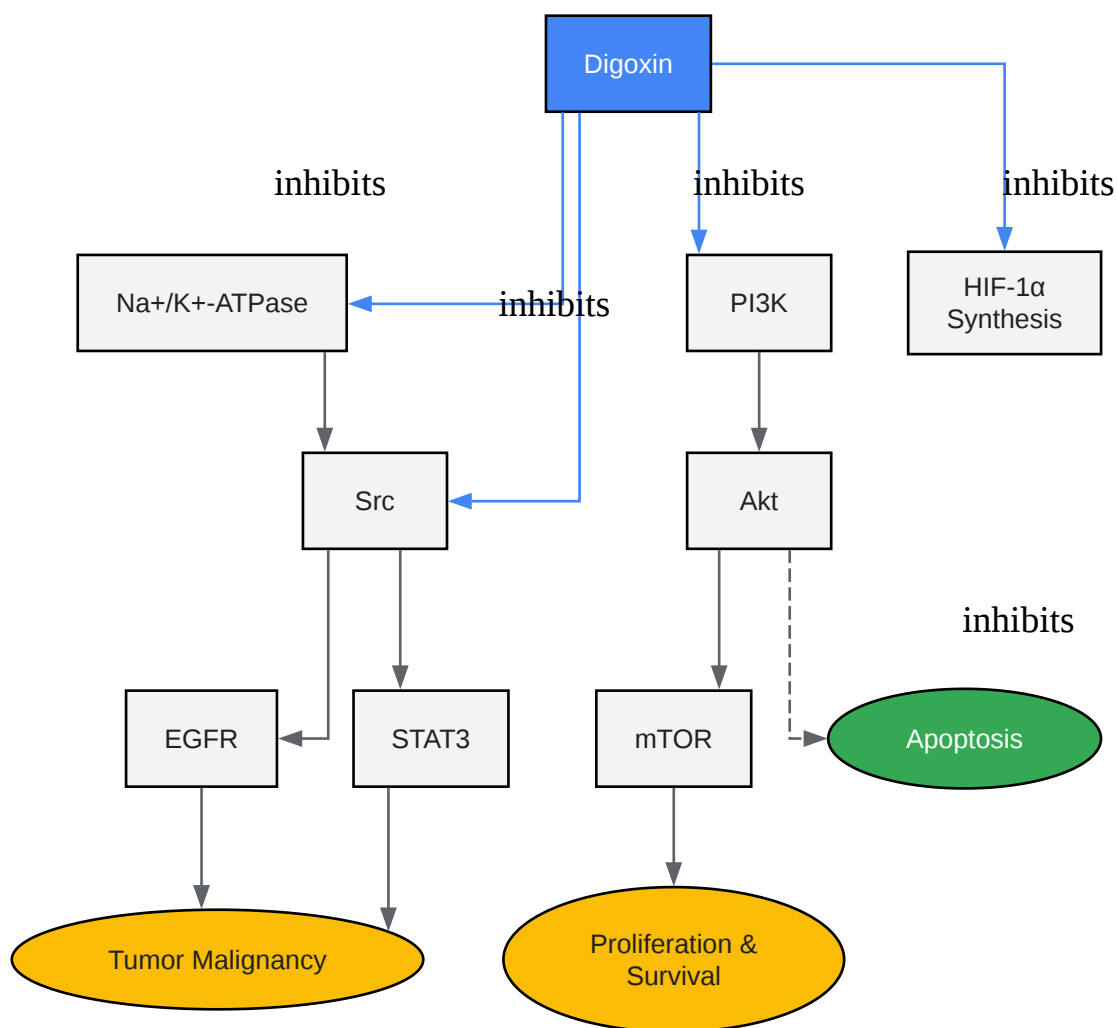 Digoxin
inhibits
inhibits
inhibits
Na+/K+-ATPase
inhibits
PI3K
HIF-1α
Synthesis
Src
Akt
inhibits
EGFR
STAT3
mTOR
Apoptosis
Tumor Malignancy
Proliferation &
Survival